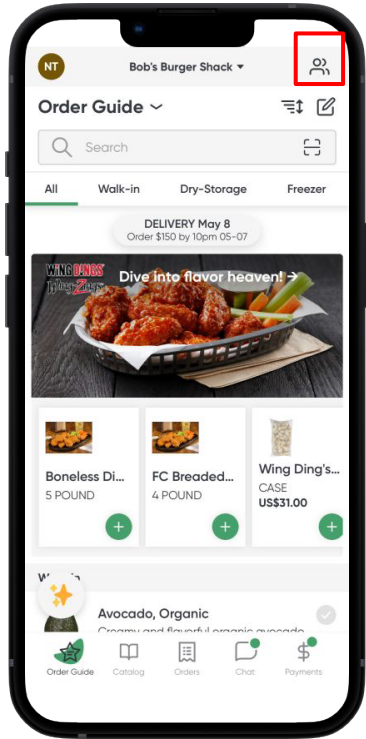 NT
Bob's Burger Shack
Order Guide
Search
All Walk-in Dry-Storage Freezer
DELIVERY May 8
Order $150 by 10pm 05-07
WING DINGS
Wing Zings
Dive into flavor heaven! →
Boneless Di...
5 POUND
FC Breaded...
4 POUND
Wing Ding's...
CASE
US$31.00
Avocado, Organic
Creamy and flavorful organic avocado
Order Guide Catalog Orders Chat Payments